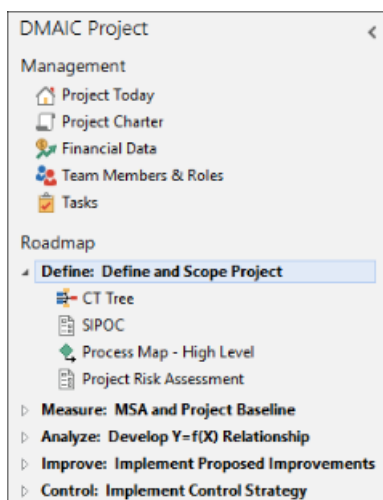 DMAIC Project
Management
Project Today
Project Charter
Financial Data
Team Members & Roles
Tasks
Roadmap
Define: Define and Scope Project
CT Tree
SIPOC
Process Map - High Level
Project Risk Assessment
Measure: MSA and Project Baseline
Analyze: Develop Y=f(X) Relationship
Improve: Implement Proposed Improvements
Control: Implement Control Strategy